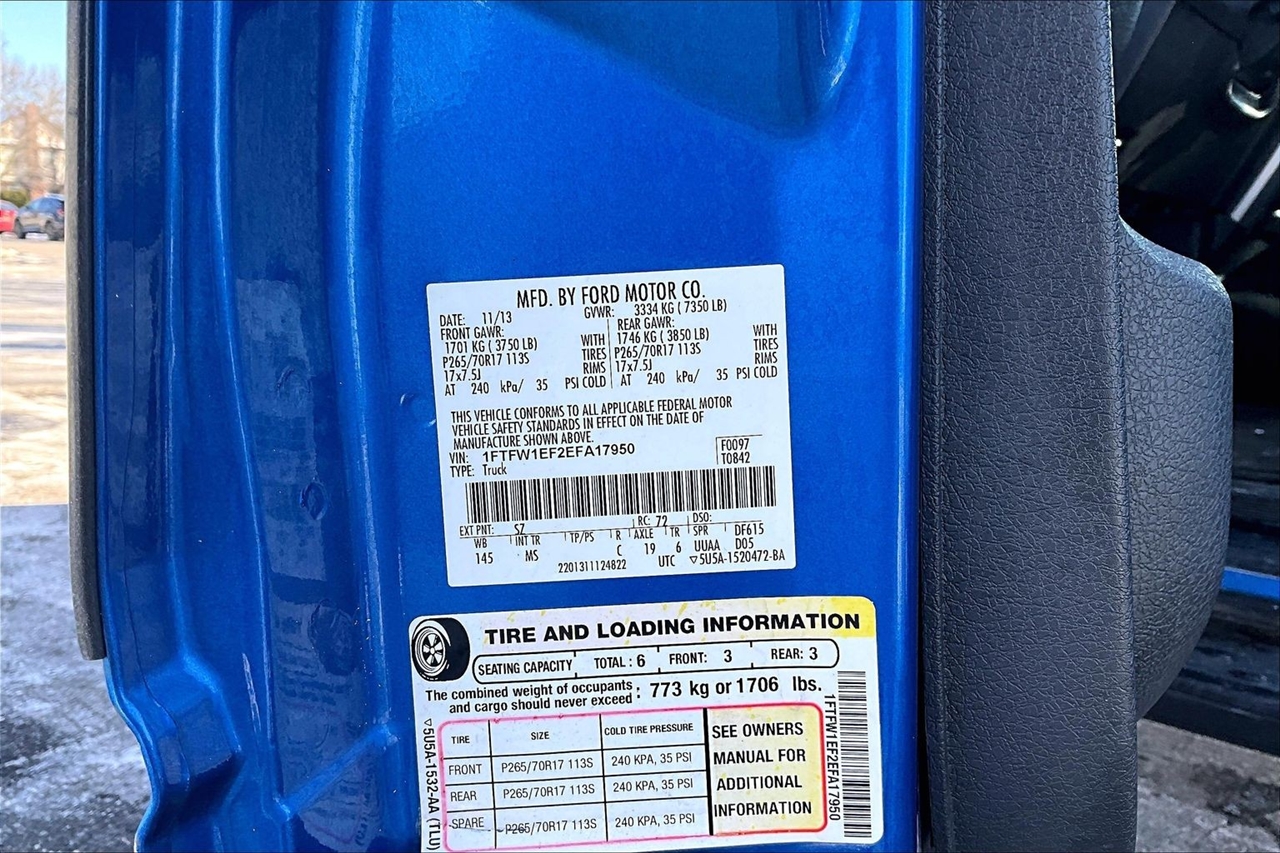 MFD. BY FORD MOTOR CO.
DATE: 11/13 GVWR: 3334 KG ( 7350 LB)
FRONT GAWR: REAR GAWR:
1701 KG ( 3750 LB) WITH 1746 KG ( 3850 LB) WITH
P265/70R17 113S TIRES P265/70R17 113S TIRES
17x7.5J RIMS 17x7.5J RIMS
AT 240 kPa/ 35 PSI COLD AT 240 kPa/ 35 PSI COLD
THIS VEHICLE CONFORMS TO ALL APPLICABLE FEDERAL MOTOR
VEHICLE SAFETY STANDARDS IN EFFECT ON THE DATE OF
MANUFACTURE SHOWN ABOVE.
VIN: 1FTFW1EF2EFA17950 F0097
TYPE: Truck T0842
EXT PNT: SZ RC: 72 DSO:
WB INT TR TP/PS R AXLE TR SPR DF615
145 MS C 19 6 UUAA D05
2201311124822 UTC ▽5U5A-1520472-BA
TIRE AND LOADING INFORMATION
SEATING CAPACITY TOTAL : 6 FRONT: 3 REAR: 3
The combined weight of occupants
and cargo should never exceed : 773 kg or 1706 lbs.
TIRE SIZE COLD TIRE PRESSURE
FRONT P265/70R17 113S 240 KPA, 35 PSI
REAR P265/70R17 113S 240 KPA, 35 PSI
SPARE P265/70R17 113S 240 KPA, 35 PSI
SEE OWNERS
MANUAL FOR
ADDITIONAL
INFORMATION
▽5U5A-1532-AA (TLU)
1FTFW1EF2EFA17950